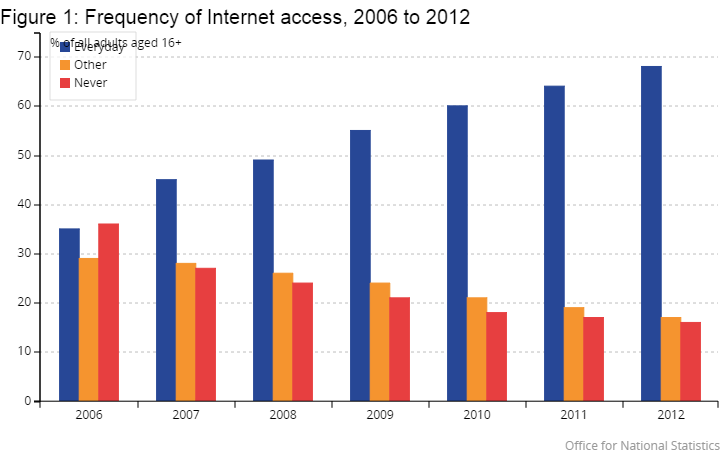 Figure 1: Frequency of Internet access, 2006 to 2012
% of all adults aged 16+
Everyday
Other
Never
70
60
50
40
30
20
10
0
2006 2007 2008 2009 2010 2011 2012
Office for National Statistics